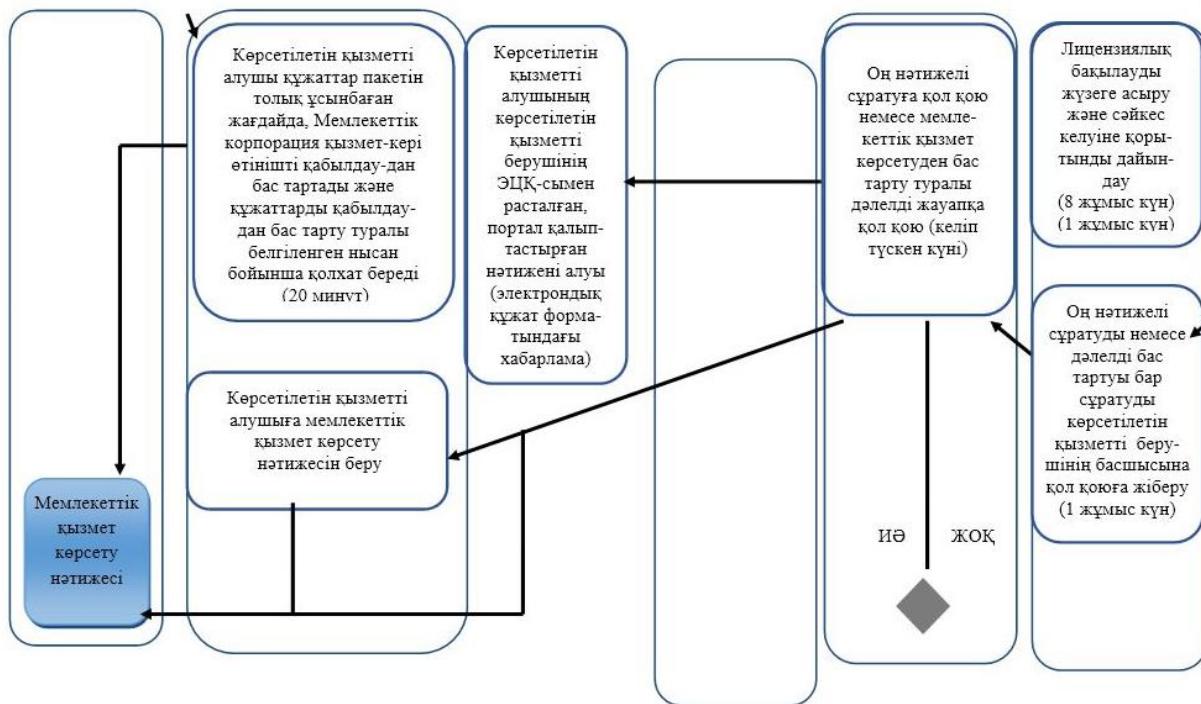 Көрсетілетін қызметті
алушы құжаттар пакетін
толық ұсынбаған
жағдайда, Мемлекеттік
корпорация қызмет-кері
өтінішті қабылдау-дан
бас тартады және
құжаттарды қабылдау-
дан бас тарту туралы
белгіленген нысан
бойынша қолхат береді
(20 минут)
Көрсетілетін
қызметті
алушының
көрсетілетін
қызметті
берушінің
ЭЦҚ-сымен
расталған,
портал қалып-
тастырған
нәтижені алуы
(электрондық
құжат форма-
тындағы
хабарлама)
Оң нәтижелі
сұратуға қол қою
немесе мемле-
кеттік қызмет
көрсетуден бас
тарту туралы
дәлелді жауапқа
қол қою (келіп
түскен күні)
Лицензиялық
бақылауды
жүзеге асыру
және сәйкес
келуіне қоры-
тынды дайын-
дау
(8 жұмыс күн)
(1 жұмыс күн)
Оң нәтижелі
сұратуды немесе
дәлелді бас
тартуы бар
сұратуды
көрсетілетін
қызметті беру-
шінің басшысына
қол қоюға жіберу
(1 жұмыс күн)
Көрсетілетін қызметті
алушыға мемлекеттік
қызмет көрсету
нәтижесін беру
Мемлекеттік
қызмет
көрсету
нәтижесі
ИӘ
ЖОҚ